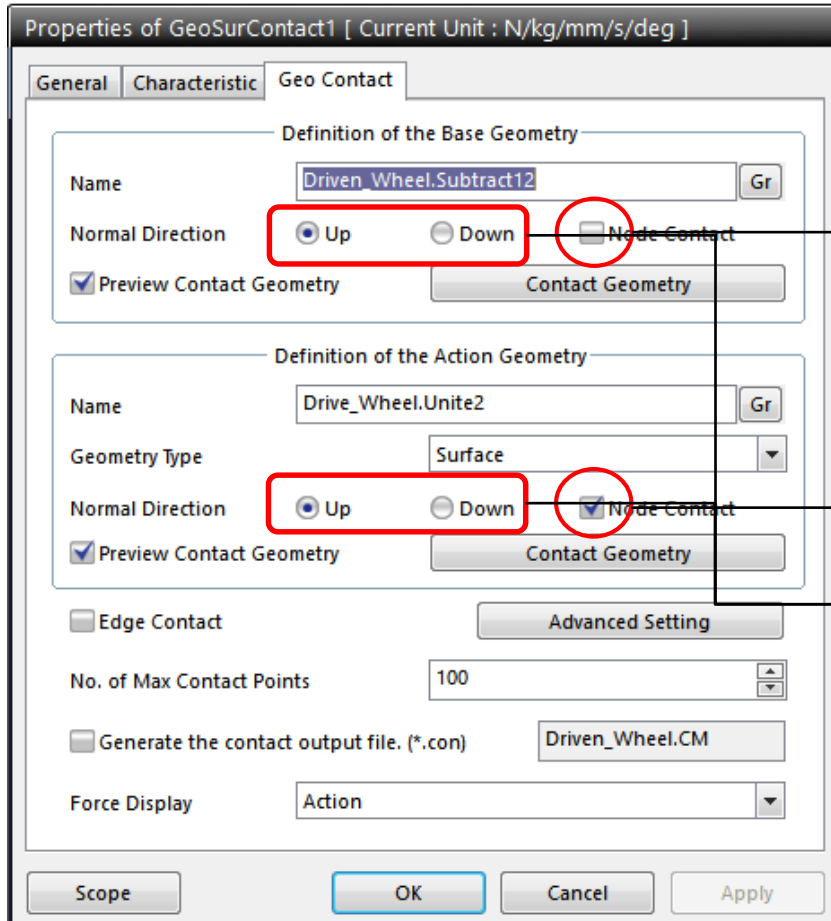 Properties of GeoSurContact1 [ Current Unit : N/kg/mm/s/deg ]
General Characteristic Geo Contact
Definition of the Base Geometry
Name Driven_Wheel.Subtract12 Gr
Normal Direction Up Down Node Contact
Preview Contact Geometry Contact Geometry
Definition of the Action Geometry
Name Drive_Wheel.Unite2 Gr
Geometry Type Surface
Normal Direction Up Down Node Contact
Preview Contact Geometry Contact Geometry
Edge Contact Advanced Setting
No. of Max Contact Points 100
Generate the contact output file. (*.con) Driven_Wheel.CM
Force Display Action
Scope OK Cancel Apply